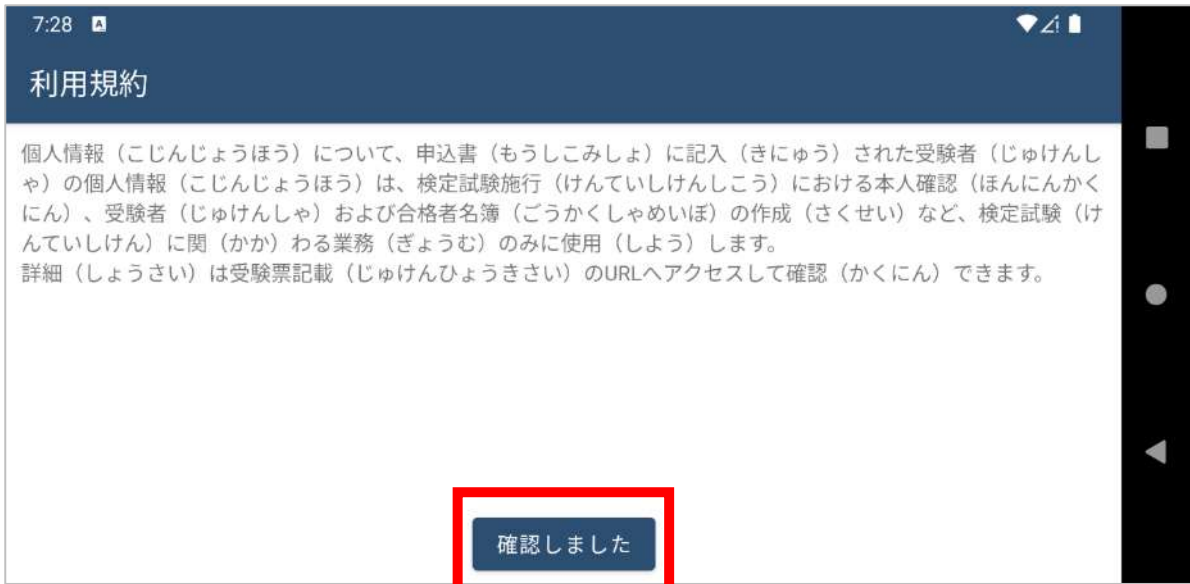 7:28 A
利用規約
個人情報（こじんじょうほう）について、申込書（もうしこみしょ）に記入（きにゅう）された受験者（じゅけんし
ゃ）の個人情報（こじんじょうほう）は、検定試験施行（けんていしけんしこう）における本人確認（ほんにんかく
にん）、受験者（じゅけんしゃ）および合格者名簿（ごうかくしゃめいぼ）の作成（さくせい）など、検定試験（け
んていしけん）に関（かか）わる業務（ぎょうむ）のみに使用（しよう）します。
詳細（しょうさい）は受験票記載（じゅけんひょうきさい）のURLへアクセスして確認（かくにん）できます。
確認しました